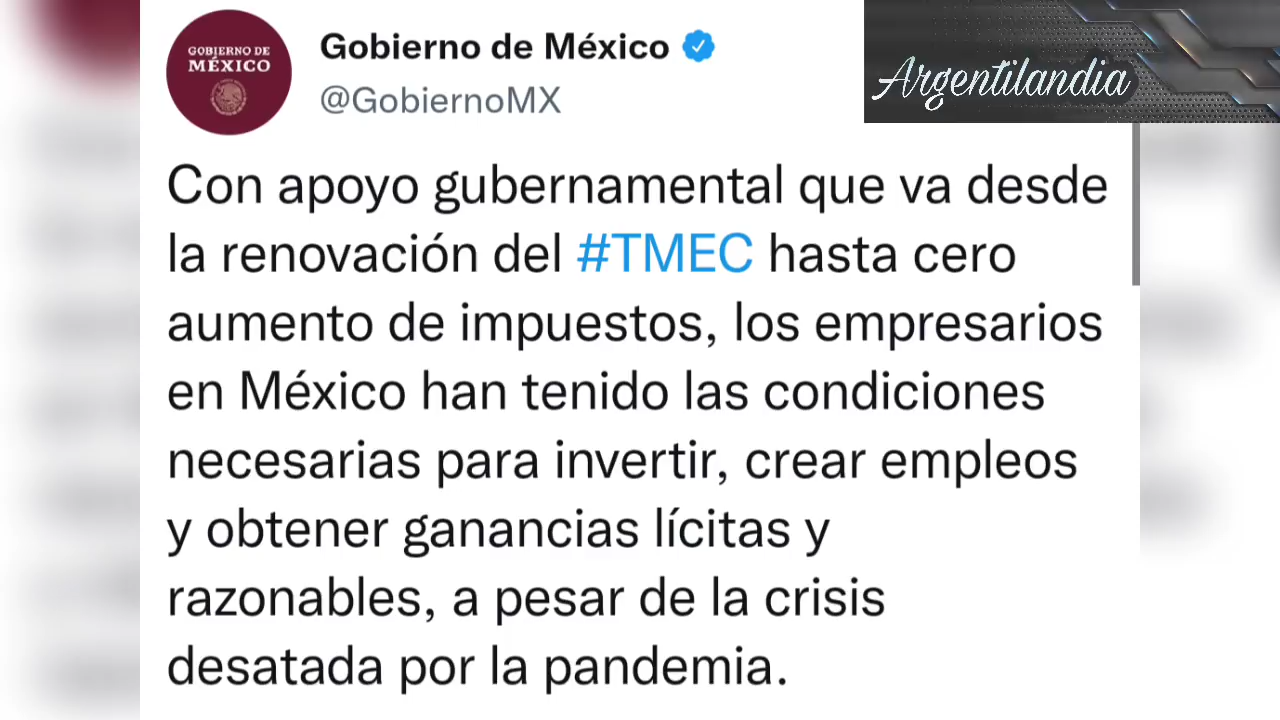 GOBIERNO DE
MÉXICO
Gobierno de México
@GobiernoMX
Argentilandia
Con apoyo gubernamental que va desde
la renovación del #TMEC hasta cero
aumento de impuestos, los empresarios
en México han tenido las condiciones
necesarias para invertir, crear empleos
y obtener ganancias lícitas y
razonables, a pesar de la crisis
desatada por la pandemia.